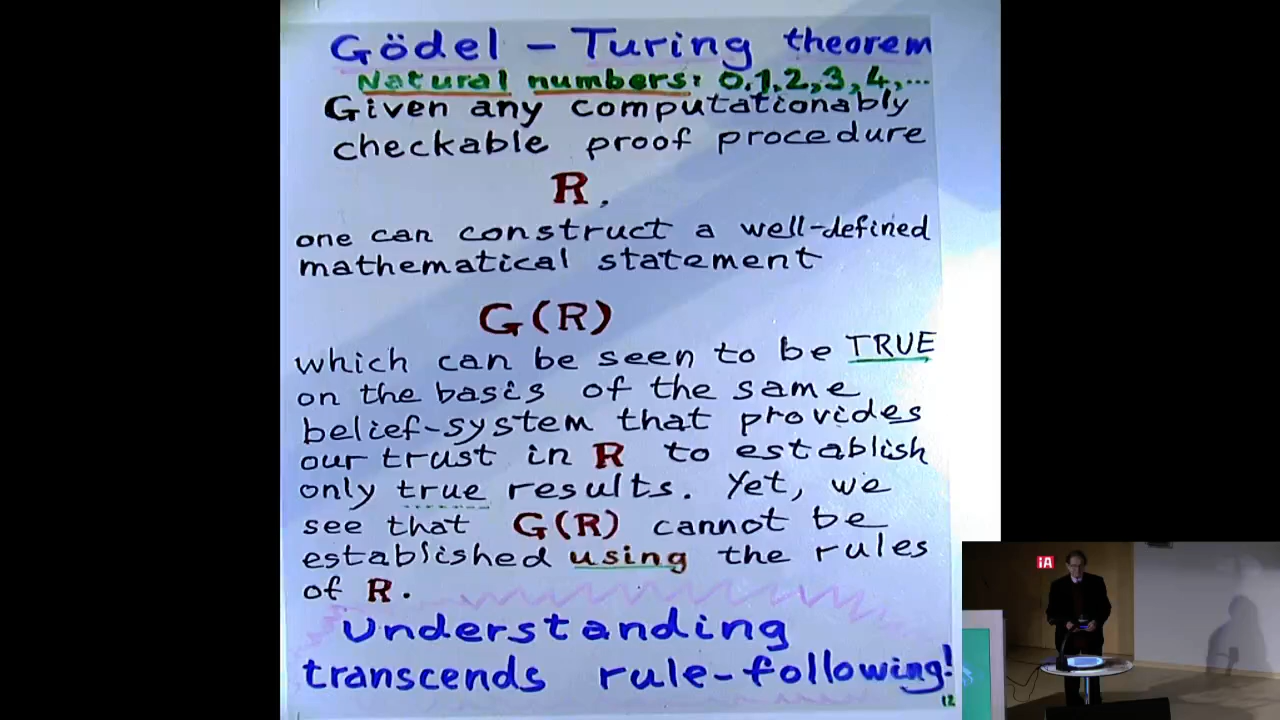 Gödel – Turing theorem
Natural numbers: 0,1,2,3,4,...
Given any computationably
checkable proof procedure
R,
one can construct a well-defined
mathematical statement
G(R)
which can be seen to be TRUE
on the basis of the same
belief-system that provides
our trust in R to establish
only true results. Yet, we
see that G(R) cannot be
established using the rules
of R.
Understanding
transcends rule-following!
12
iA